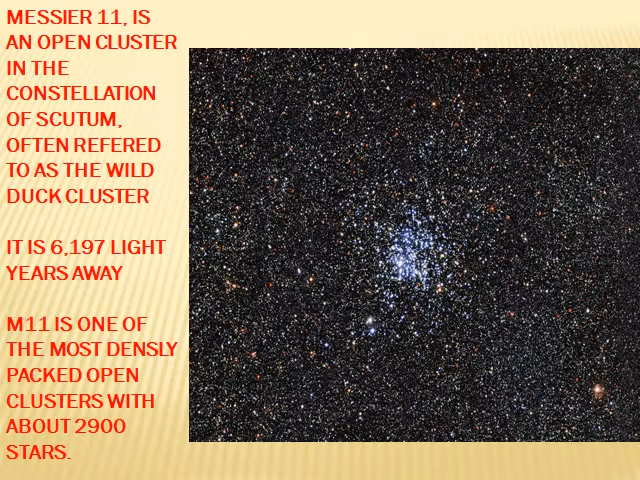 MESSIER 11, IS
AN OPEN CLUSTER
IN THE
CONSTELLATION
OF SCUTUM,
OFTEN REFERED
TO AS THE WILD
DUCK CLUSTER
IT IS 6,197 LIGHT
YEARS AWAY
M11 IS ONE OF
THE MOST DENSLY
PACKED OPEN
CLUSTERS WITH
ABOUT 2900
STARS.